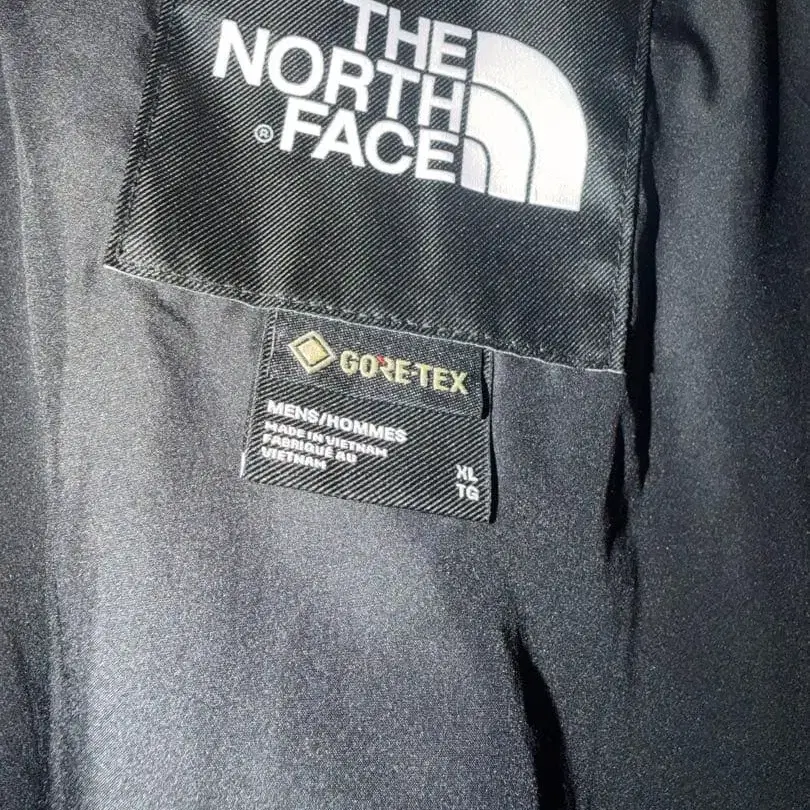 THE
NORTH
® FACE
GORE-TEX
MENS/HOMMES
MADE IN VIETNAM
FABRIQUÉ AU
VIETNAM
XL
TG